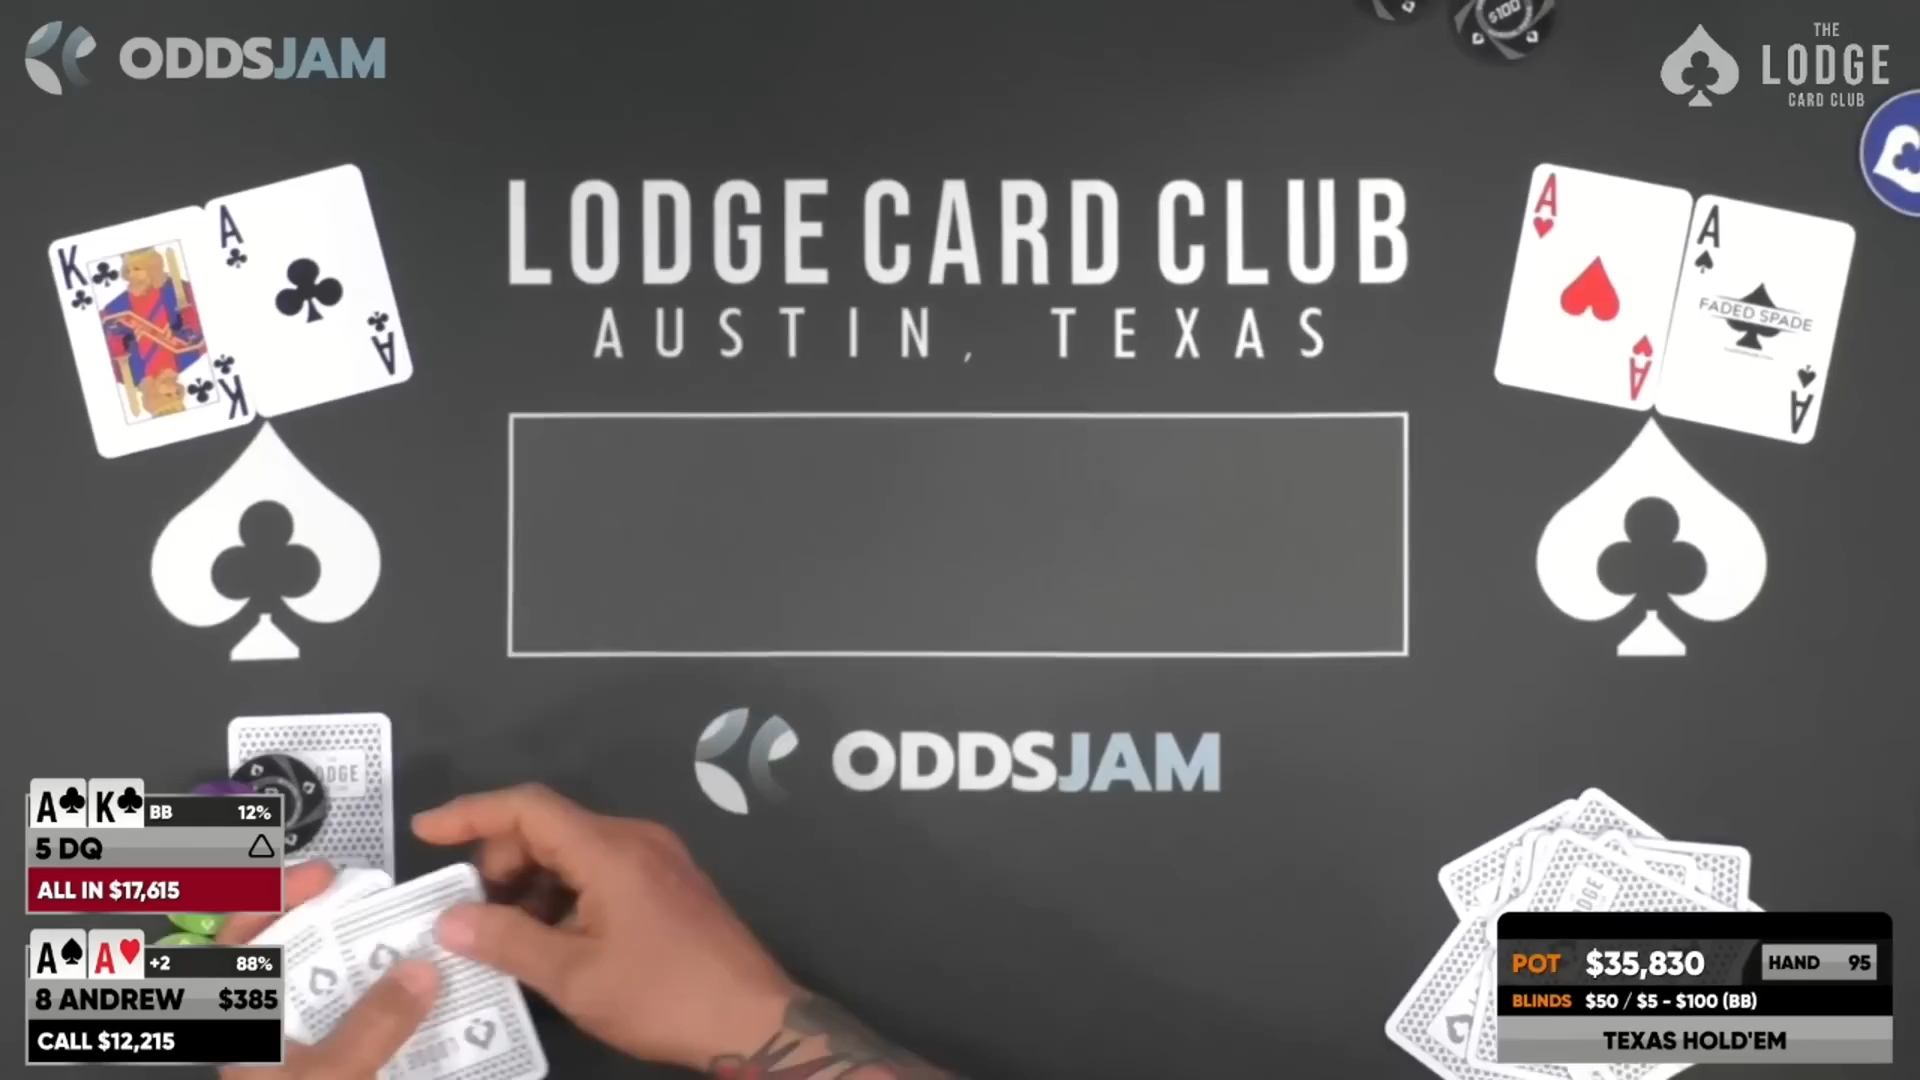 ODDSJAM
THE
LODGE
CARD CLUB
$100
K
K
A
A
A
A
A
FADED SPADE
A
LODGE CARD CLUB
AUSTIN, TEXAS
ODDSJAM
A♣ K♣ BB 12%
5 DQ
ALL IN $17,615
A♠ A♥ +2 88%
8 ANDREW $385
CALL $12,215
POT $35,830 HAND 95
BLINDS $50 / $5 - $100 (BB)
TEXAS HOLD'EM